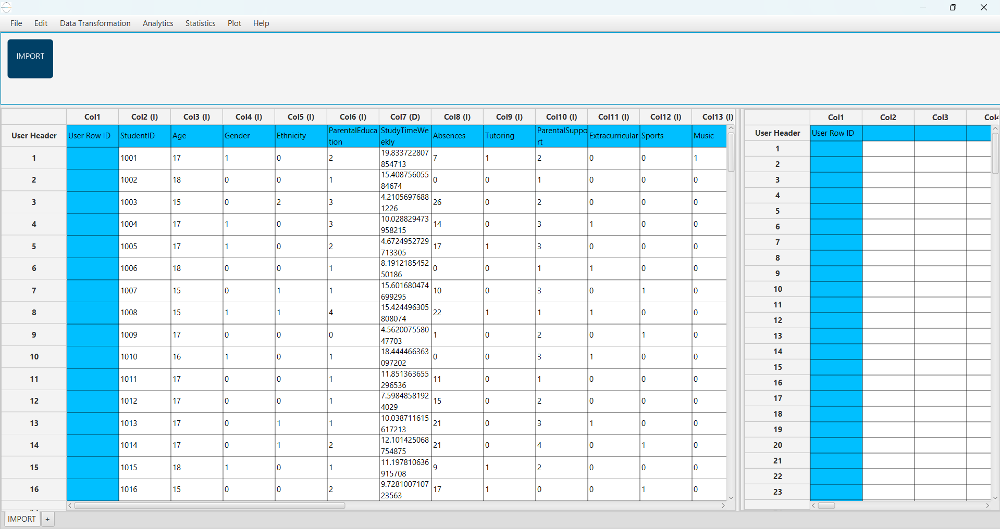 File Edit Data Transformation Analytics Statistics Plot Help
IMPORT
Col1 Col2 (I) Col3 (I) Col4 (I) Col5 (I) Col6 (I) Col7 (D) Col8 (I) Col9 (I) Col10 (I) Col11 (I) Col12 (I) Col13 (I)
User Header User Row ID StudentID Age Gender Ethnicity ParentalEducation StudyTimeWeekly Absences Tutoring ParentalSupport Extracurricular Sports Music
1 1001 17 1 0 2 19.833722807854713 7 1 2 0 0 1
2 1002 18 0 0 1 15.40875605584674 0 0 1 0 0 0
3 1003 15 0 2 3 4.21056976881226 26 0 2 0 0 0
4 1004 17 1 0 3 10.028829473958215 14 0 3 1 0 0
5 1005 17 1 0 2 4.6724952729713305 17 1 3 0 0 0
6 1006 18 0 0 1 8.191218545250186 0 0 1 1 0 0
7 1007 15 0 1 1 15.601680474699295 10 0 3 0 1 0
8 1008 15 1 1 4 15.424496305808074 22 1 1 1 0 0
9 1009 17 0 0 0 4.562007558047703 1 0 2 0 1 0
10 1010 16 1 0 1 18.444466363097202 0 0 3 1 0 0
11 1011 17 0 0 1 11.851363655296536 11 0 1 0 0 0
12 1012 17 0 0 1 7.59848581924029 15 0 2 0 0 0
13 1013 17 0 1 1 10.038711615617213 21 0 3 1 0 0
14 1014 17 0 1 2 12.101425068754875 21 0 4 0 1 0
15 1015 18 1 0 1 11.197810636915708 9 1 2 0 0 0
16 1016 15 0 0 2 9.728100710723563 17 1 0 0 1 0
Col1 Col2 Col3 Col4
User Header User Row ID
1
2
3
4
5
6
7
8
9
10
11
12
13
14
15
16
17
18
19
20
21
22
23
IMPORT +